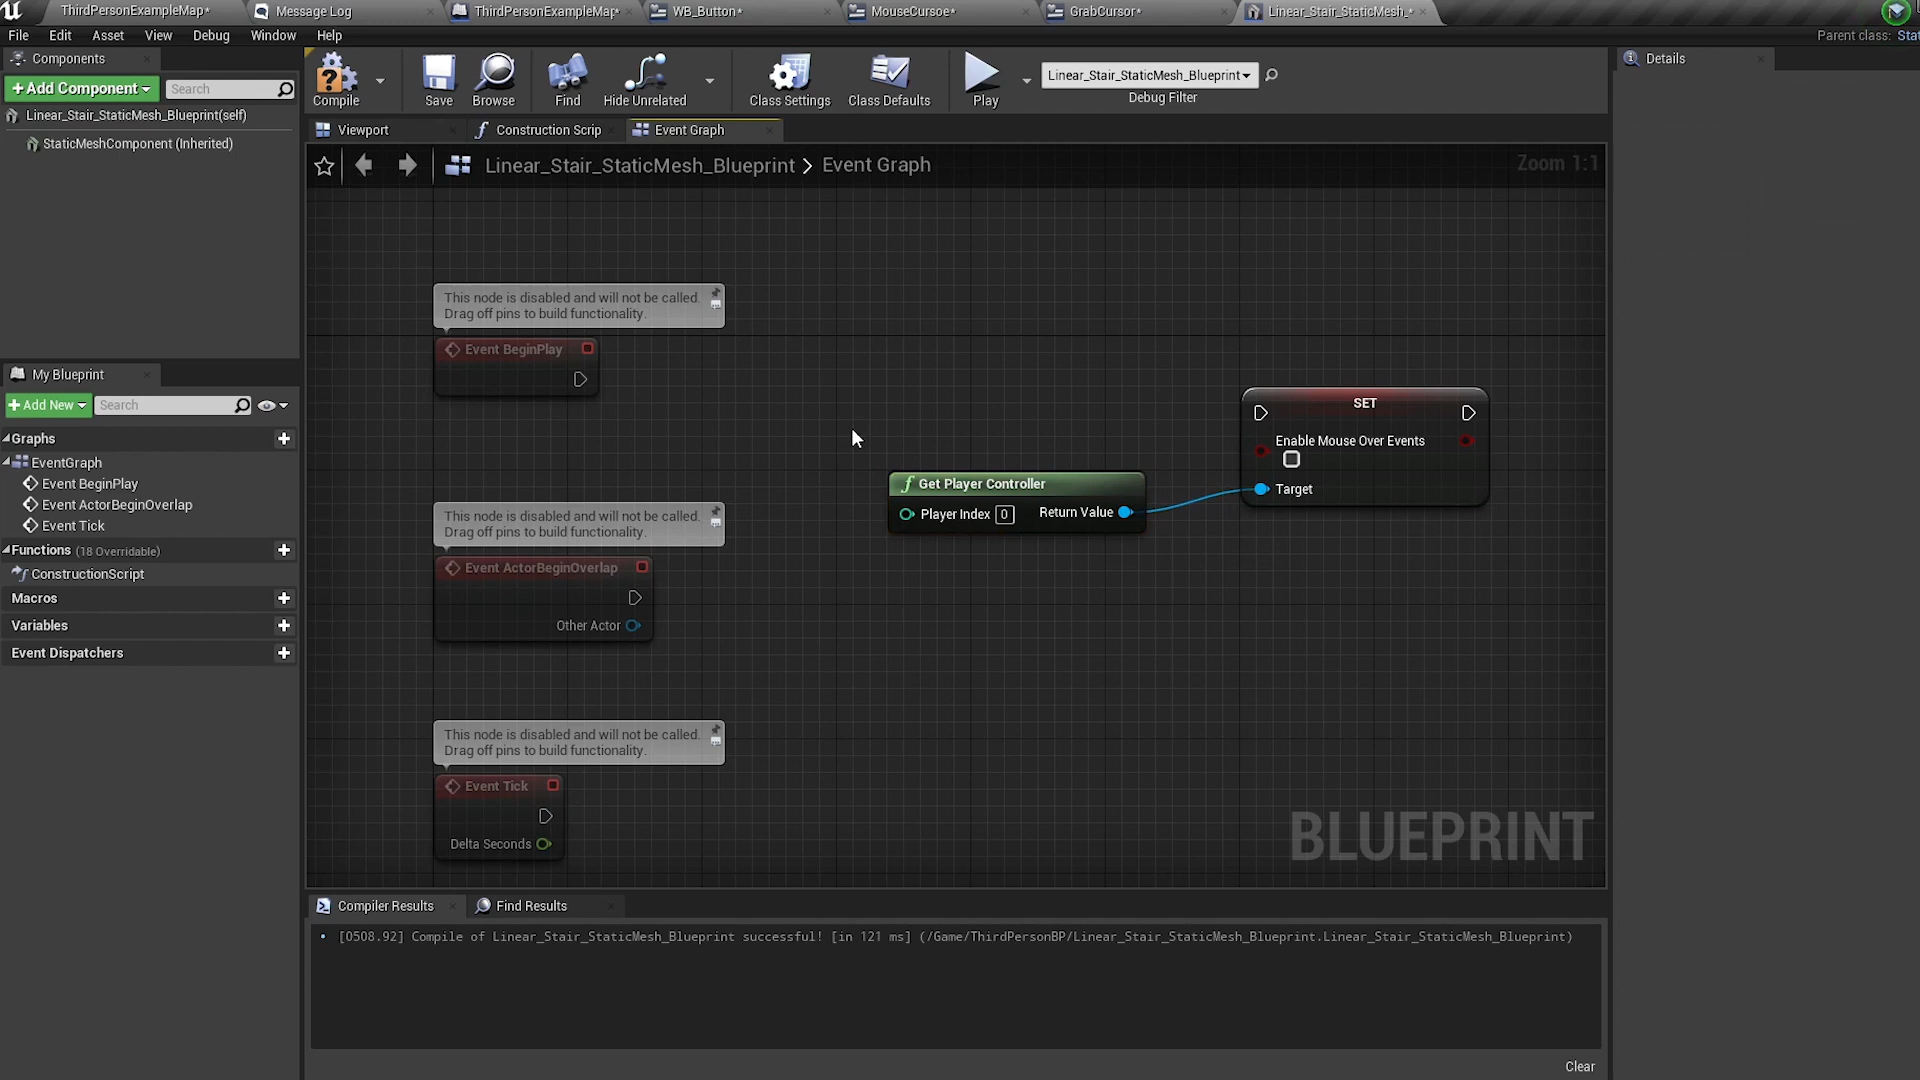 ThirdPersonExampleMap*
Message Log
ThirdPersonExampleMap*
WB_Button*
MouseCursoe*
GrabCursor*
Linear_Stair_StaticMesh_*
File Edit Asset View Debug Window Help
Parent class: Stat
Components
+Add Component
Search
Linear_Stair_StaticMesh_Blueprint(self)
StaticMeshComponent (Inherited)
Compile
Save
Browse
Find
Hide Unrelated
Class Settings
Class Defaults
Play
Linear_Stair_StaticMesh_Blueprint
Debug Filter
Details
Viewport
Construction Scrip
Event Graph
Linear_Stair_StaticMesh_Blueprint > Event Graph
Zoom 1:1
My Blueprint
+Add New
Search
Graphs
EventGraph
Event BeginPlay
Event ActorBeginOverlap
Event Tick
Functions (18 Overridable)
ConstructionScript
Macros
Variables
Event Dispatchers
This node is disabled and will not be called.
Drag off pins to build functionality.
Event BeginPlay
This node is disabled and will not be called.
Drag off pins to build functionality.
Event ActorBeginOverlap
Other Actor
This node is disabled and will not be called.
Drag off pins to build functionality.
Event Tick
Delta Seconds
Get Player Controller
Player Index 0
Return Value
SET
Enable Mouse Over Events
Target
BLUEPRINT
Compiler Results
Find Results
[0508.92] Compile of Linear_Stair_StaticMesh_Blueprint successful! [in 121 ms] (/Game/ThirdPersonBP/Linear_Stair_StaticMesh_Blueprint.Linear_Stair_StaticMesh_Blueprint)
Clear